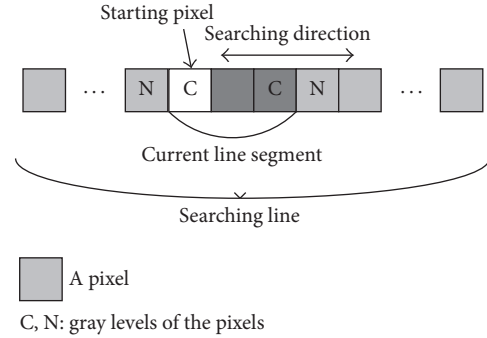 Starting pixel
Searching direction
... N C C N ...
Current line segment
Searching line
A pixel
C, N: gray levels of the pixels